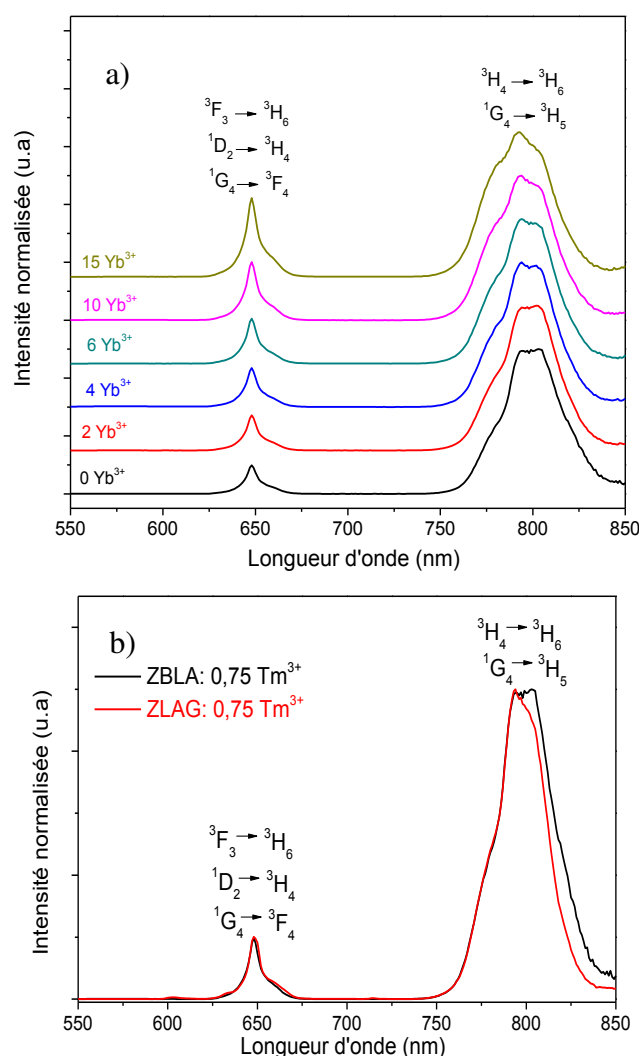 a)
³F₃ → ³H₆
¹D₂ → ³H₄
¹G₄ → ³F₄
³H₄ → ³H₆
¹G₄ → ³H₅
15 Yb³⁺
10 Yb³⁺
6 Yb³⁺
4 Yb³⁺
2 Yb³⁺
0 Yb³⁺
Intensité normalisée (u.a)
550 600 650 700 750 800 850
Longueur d'onde (nm)
b)
ZBLA: 0,75 Tm³⁺
ZLAG: 0,75 Tm³⁺
³H₄ → ³H₆
¹G₄ → ³H₅
³F₃ → ³H₆
¹D₂ → ³H₄
¹G₄ → ³F₄
Intensité normalisée (u.a)
550 600 650 700 750 800 850
Longueur d'onde (nm)